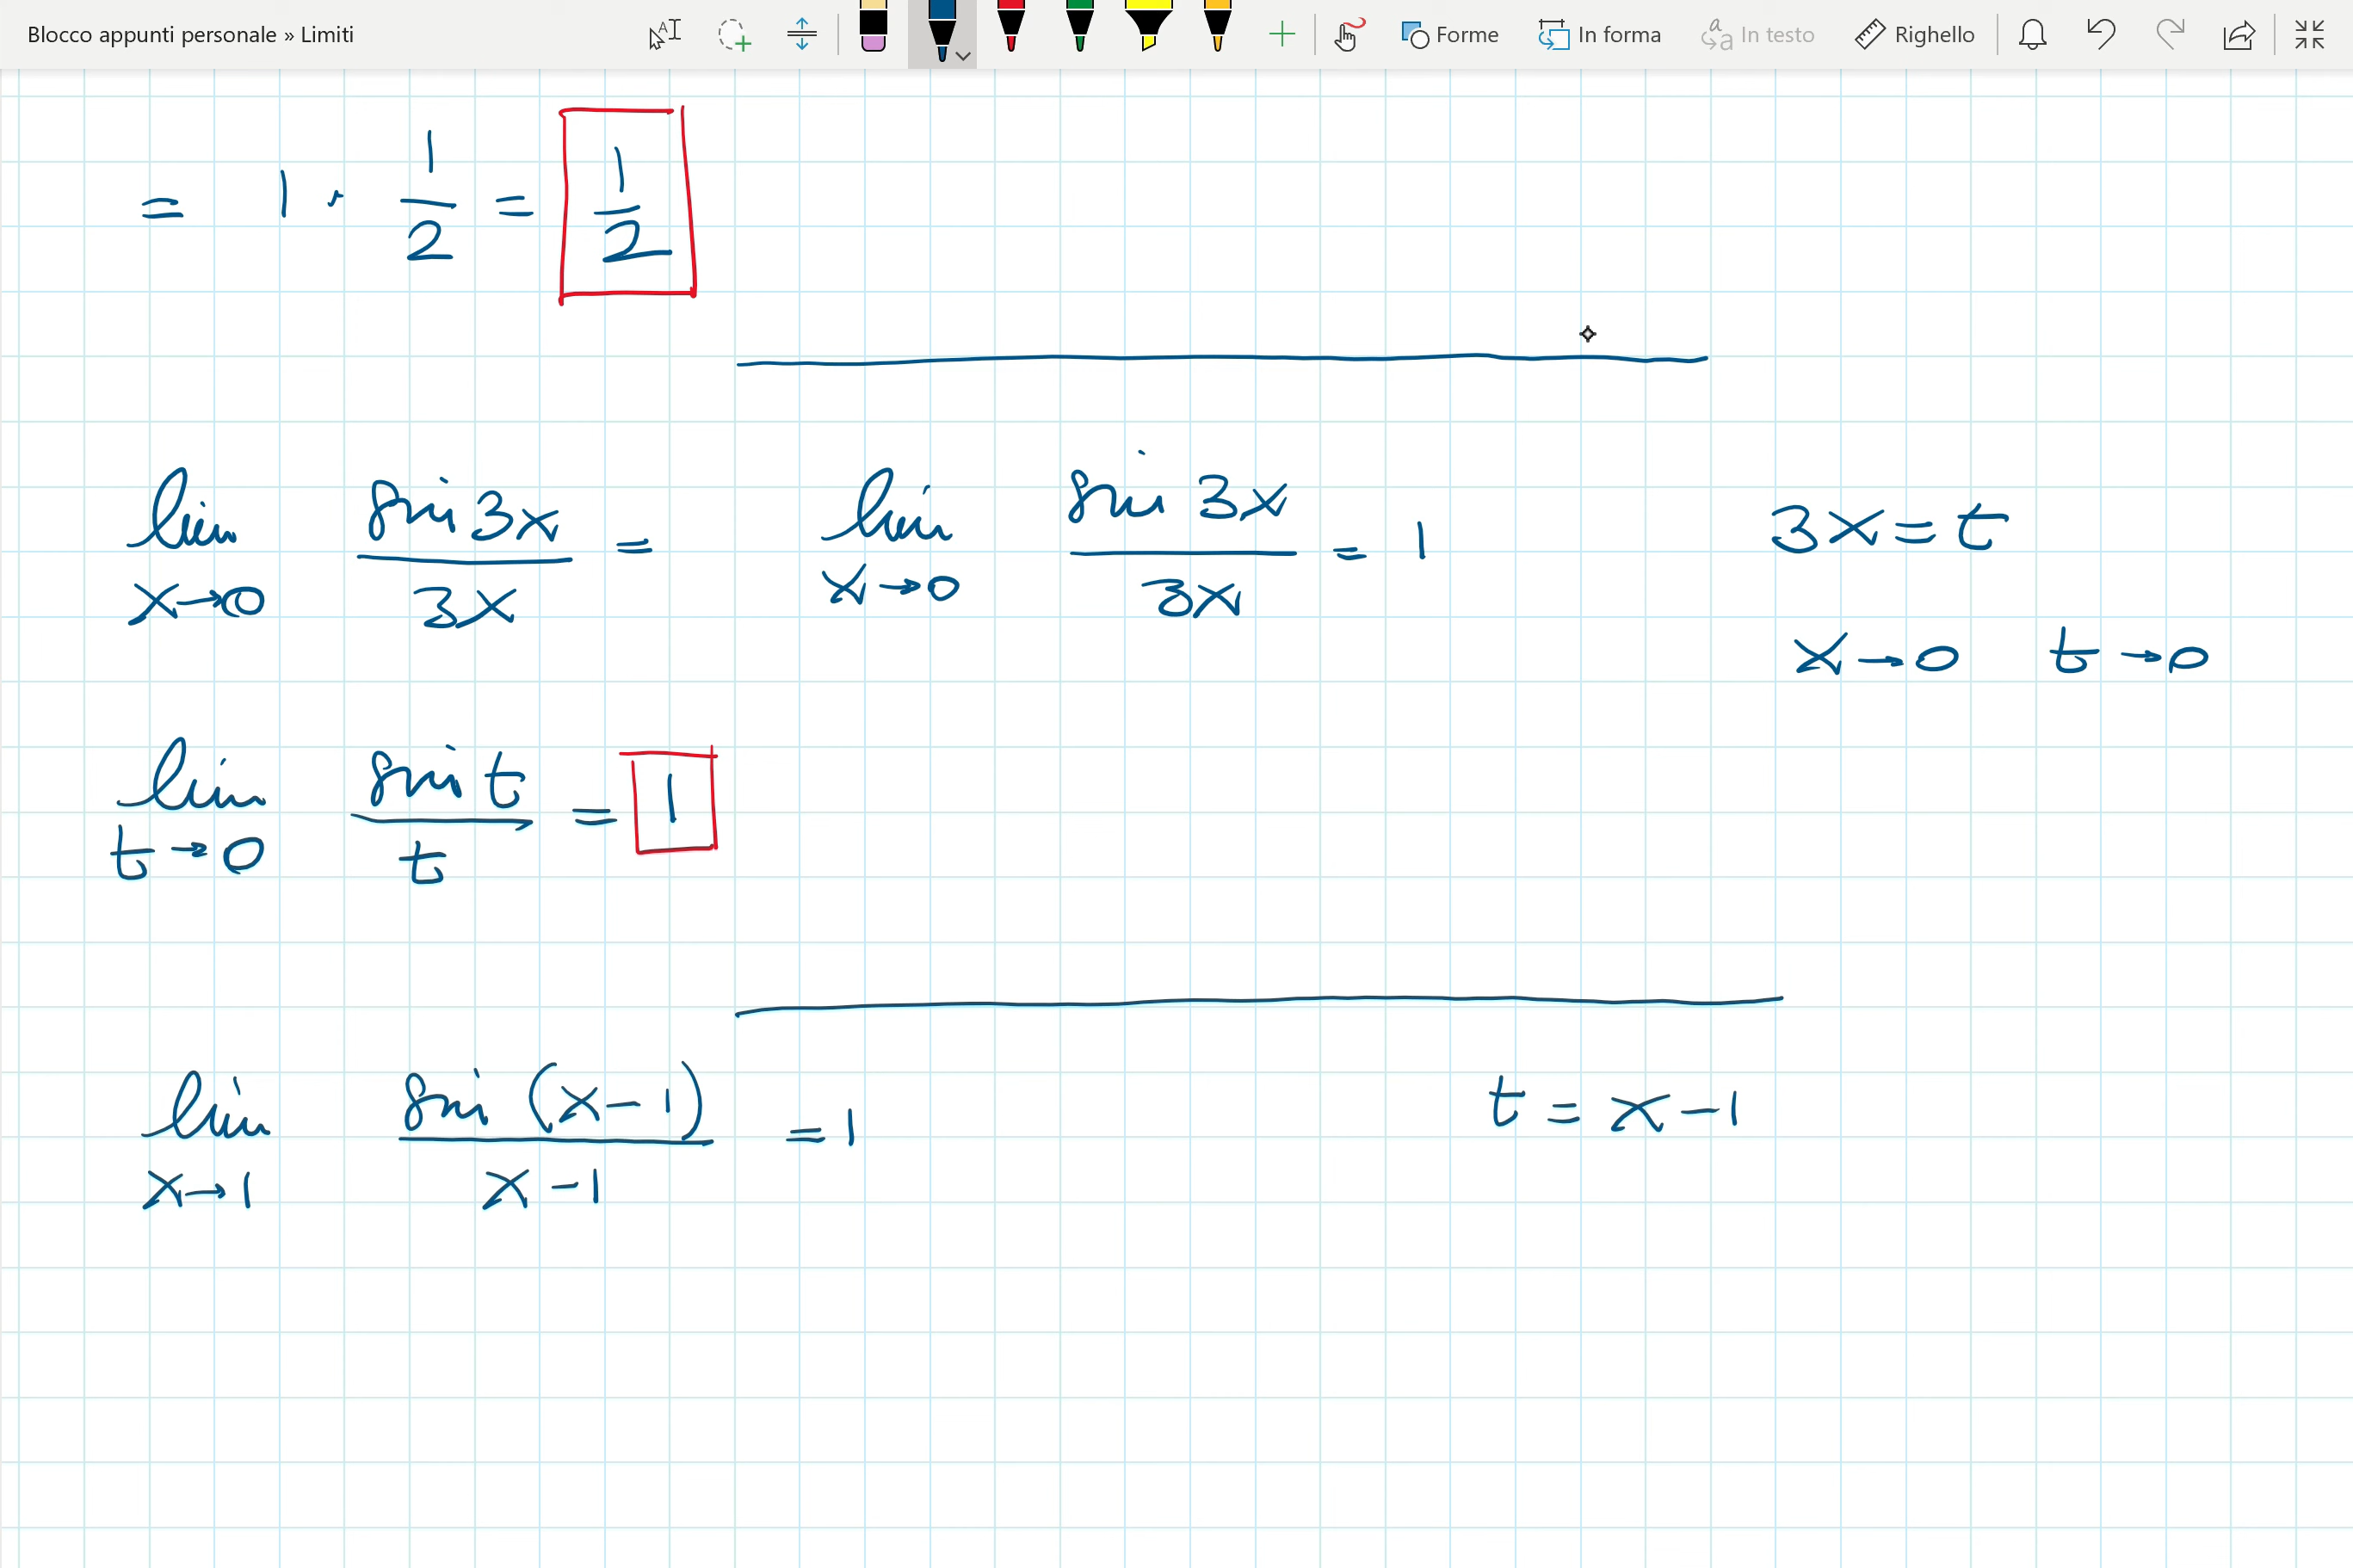 Blocco appunti personale » Limiti Forme In forma In testo Righello
= 1 · 1/2 = 1/2
lim x→0 sin 3x / 3x = lim x→0 sin 3x / 3x = 1 3x = t
x→0 t→0
lim t→0 sin t / t = 1
lim x→1 sin (x-1) / x-1 = 1 t = x-1